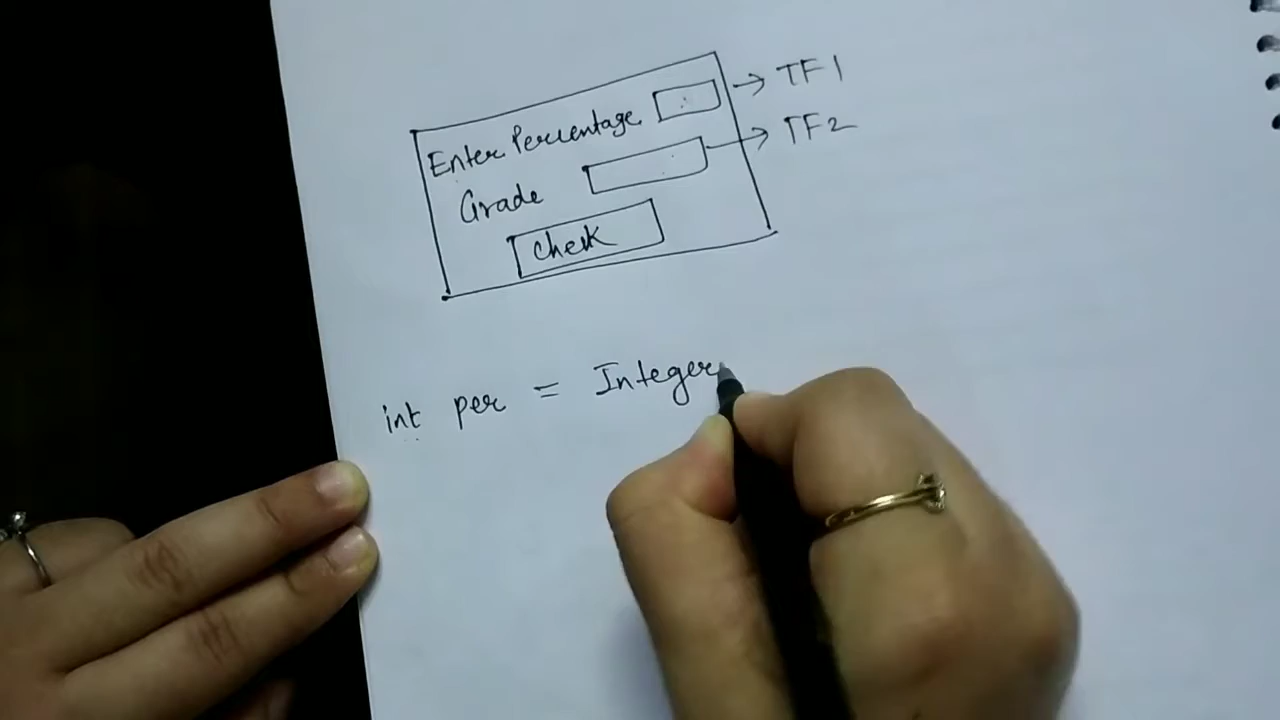 Enter Percentage
→ TF1
Grade
→ TF2
Check
int per = Integer